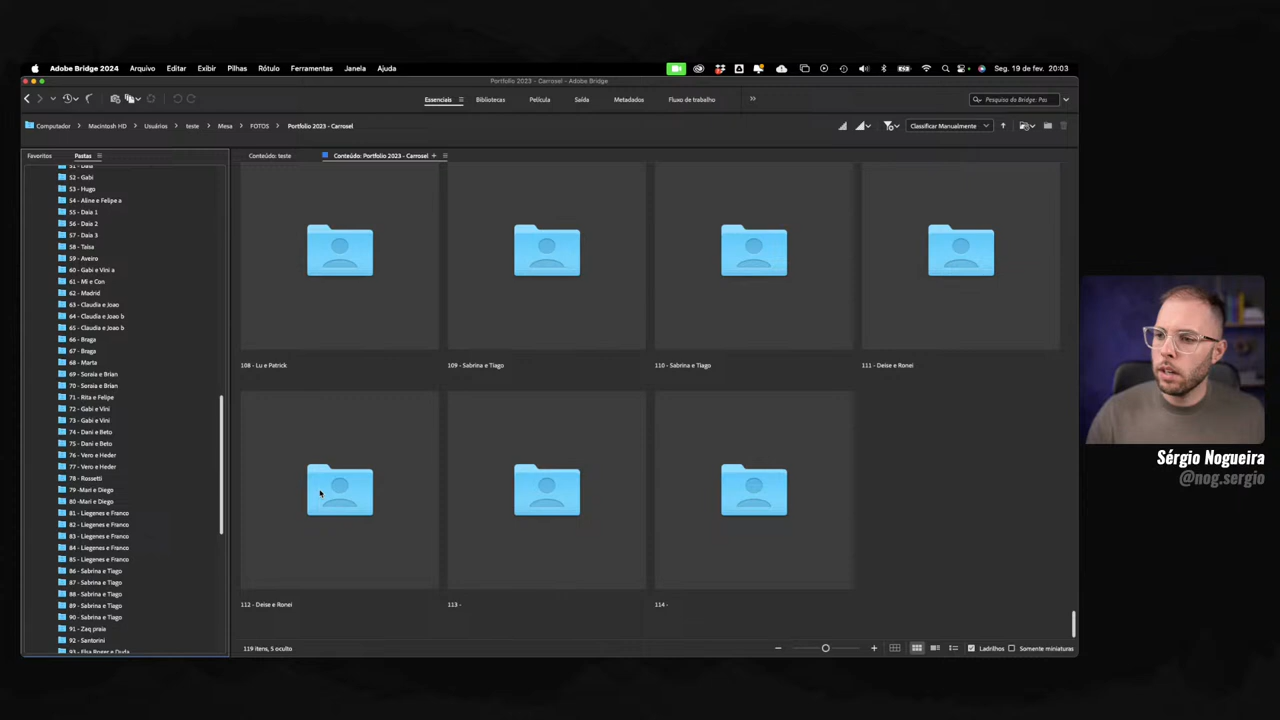 Adobe Bridge 2024 Arquivo Editar Exibir Pilhas Rótulo Ferramentas Janela Ajuda Seg. 19 de fev. 20:03
Portfolio 2023 - Carrosel - Adobe Bridge
Essenciais Bibliotecas Película Saída Metadados Fluxo de trabalho Pesquisa do Bridge: Pas
Computador Macintosh HD Usuários teste Mesa FOTOS Portfolio 2023 - Carrosel Classificar Manualmente
Favoritos Pastas Conteúdo: teste Conteúdo: Portfolio 2023 - Carrosel
52 - Gabi
53 - Hugo
54 - Aline e Felipe a
55 - Daia 1
56 - Daia 2
57 - Daia 3
58 - Taisa
59 - Aveiro
60 - Gabi e Vini a
61 - Mi e Con
62 - Madrid
63 - Claudia e Joao
64 - Claudia e Joao b
65 - Claudia e Joao b
66 - Braga
67 - Braga
68 - Marta
69 - Soraia e Brian
70 - Soraia e Brian
71 - Rita e Felipe
72 - Gabi e Vini
73 - Gabi e Vini
74 - Dani e Beto
75 - Dani e Beto
76 - Vero e Heder
77 - Vero e Heder
78 - Rossetti
79 -Mari e Diego
80 -Mari e Diego
81 - Liegenes e Franco
82 - Liegenes e Franco
83 - Liegenes e Franco
84 - Liegenes e Franco
85 - Liegenes e Franco
86 - Sabrina e Tiago
87 - Sabrina e Tiago
88 - Sabrina e Tiago
89 - Sabrina e Tiago
90 - Sabrina e Tiago
91 - Zaq praia
92 - Santorini
93 - Elsa Roger e Duda
108 - Lu e Patrick 109 - Sabrina e Tiago 110 - Sabrina e Tiago 111 - Deise e Ronei
112 - Deise e Ronei 113 - 114 -
119 itens, 5 oculto Ladrilhos Somente miniaturas
Sérgio Nogueira
@nog.sergio